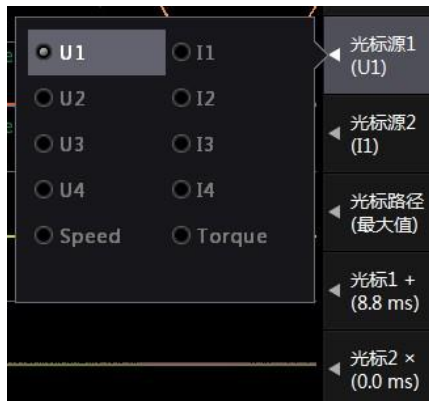 U1 I1
U2 I2
U3 I3
U4 I4
Speed Torque
光标源1
(U1)
光标源2
(I1)
光标路径
(最大值)
光标1 +
(8.8 ms)
光标2 ×
(0.0 ms)